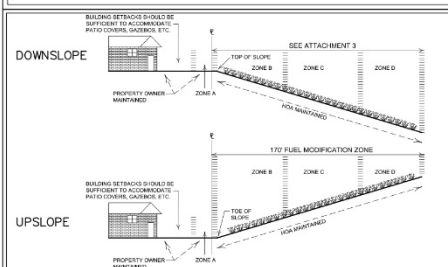 BUILDING SETBACKS SHOULD BE
SUFFICIENT TO ACCOMMODATE
PATIO COVERS, GAZEBOS, ETC.
DOWNSLOPE
SEE ATTACHMENT 3
TOP OF SLOPE
ZONE B
ZONE C
ZONE D
PROPERTY OWNER
MAINTAINED
ZONE A
HOA MAINTAINED
170' FUEL MODIFICATION ZONE
BUILDING SETBACKS SHOULD BE
SUFFICIENT TO ACCOMMODATE
PATIO COVERS, GAZEBOS, ETC.
ZONE B
ZONE C
ZONE D
UPSLOPE
TOE OF
SLOPE
HOA MAINTAINED
PROPERTY OWNER
MAINTAINED
ZONE A